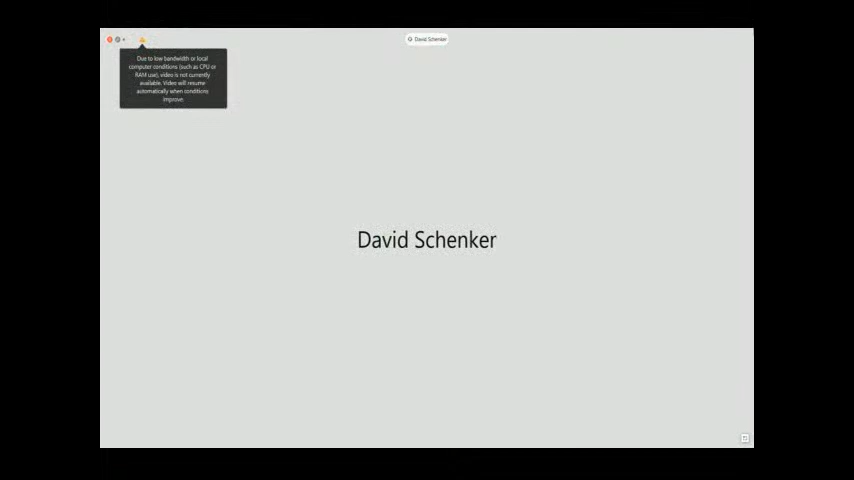 David Schenker
Due to low bandwidth or local
computer conditions (such as CPU or
RAM use), video is not currently
available. Video will resume
automatically when conditions
improve.
David Schenker